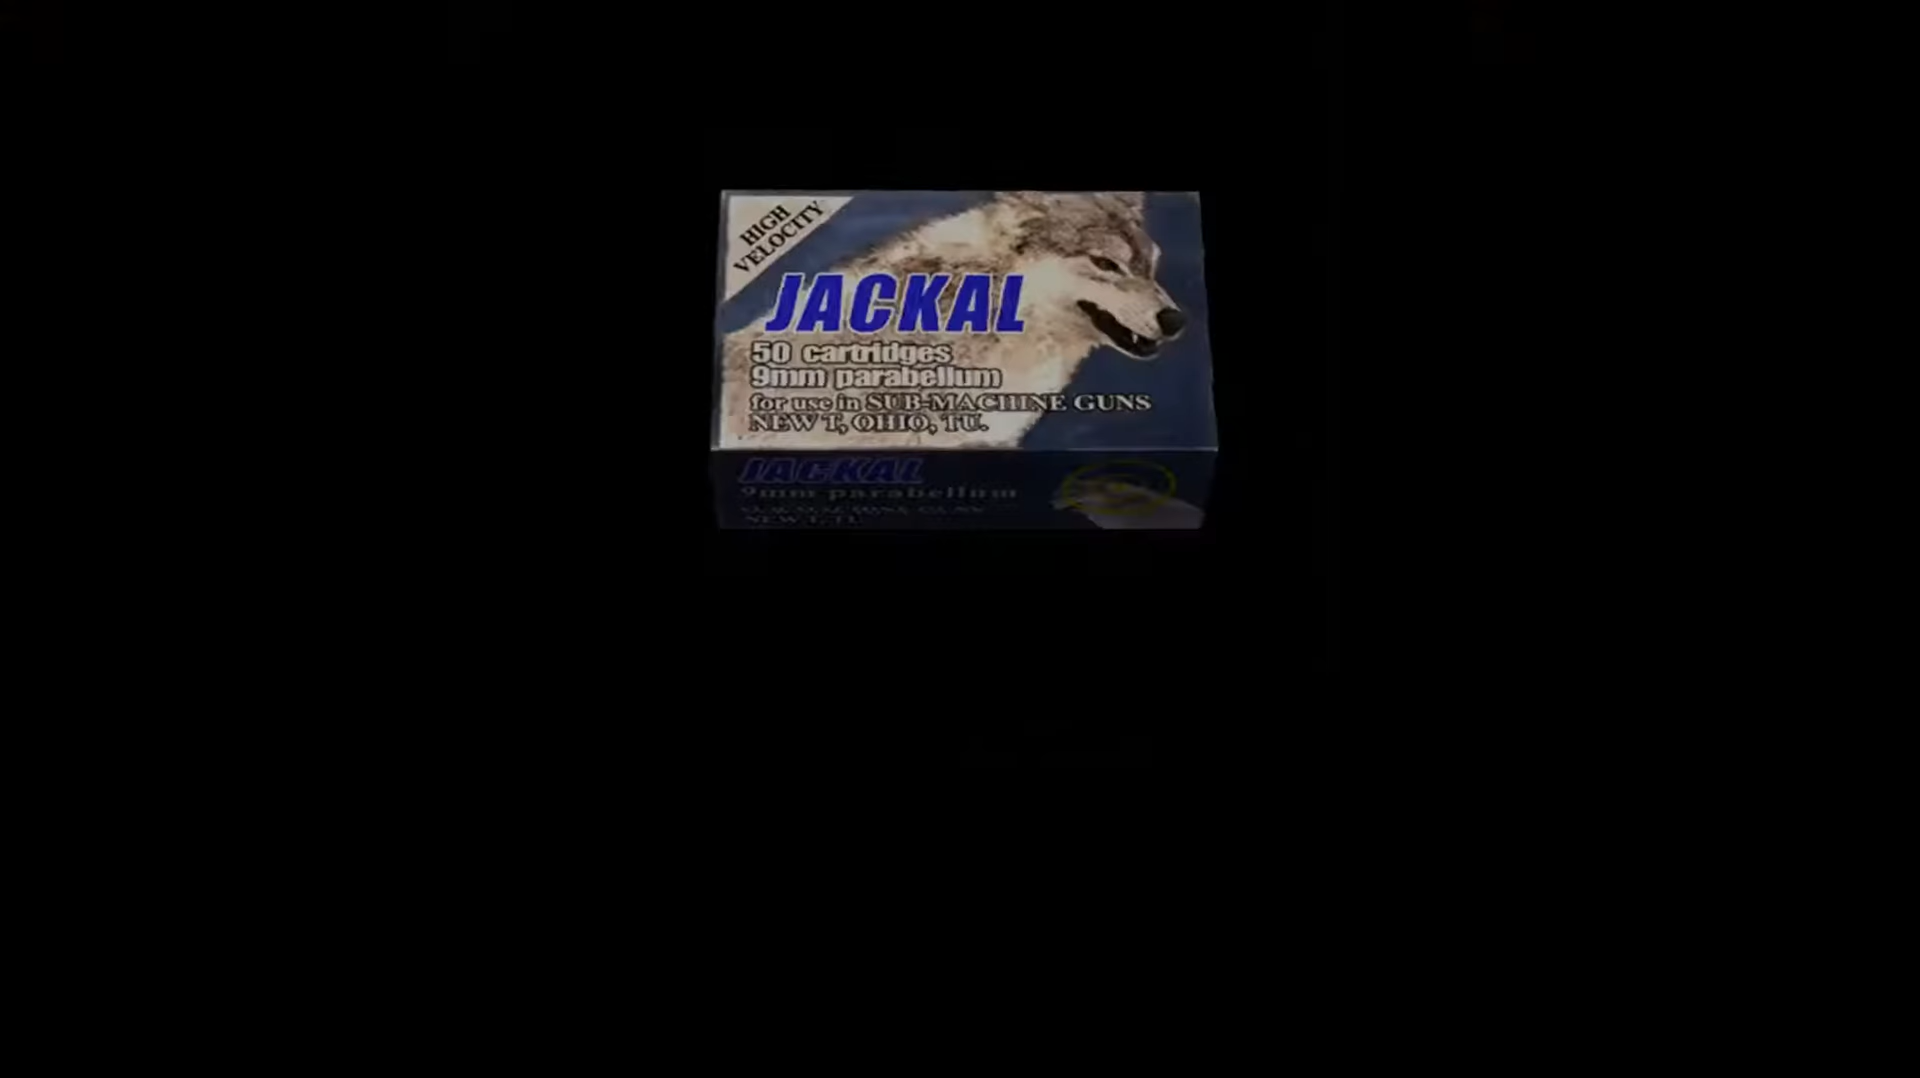 HIGH
VELOCITY
JACKAL
50 cartridges
9mm parabellum
for use in SUB-MACHINE GUNS
NEW T, OHIO, TU.
JACKAL
9mm parabellum